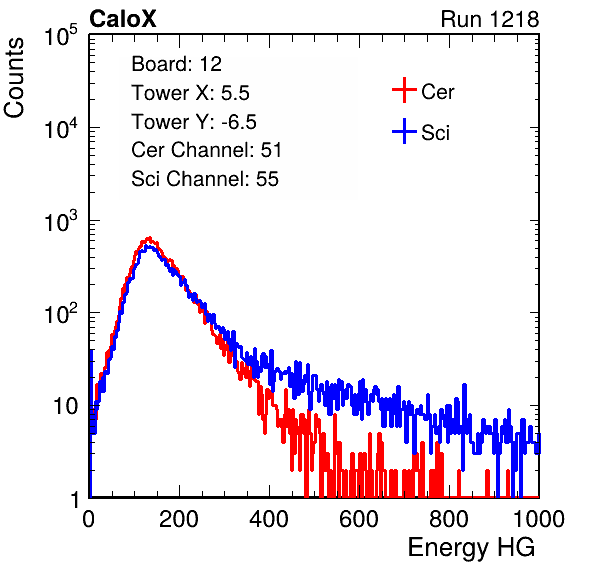 CaloX Run 1218
Counts
10^5
10^4
10^3
10^2
10
1
Board: 12
Tower X: 5.5
Tower Y: -6.5
Cer Channel: 51
Sci Channel: 55
Cer
Sci
0 200 400 600 800 1000
Energy HG